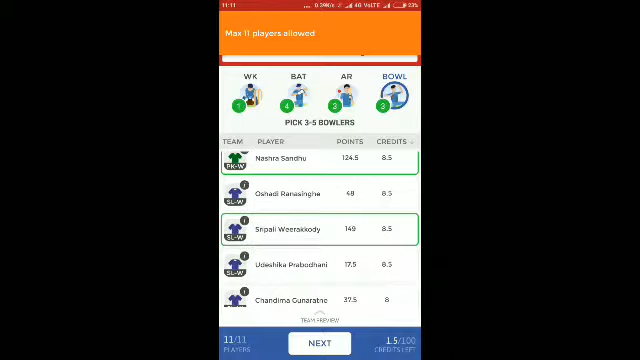 11:11 ...0.39K/s 4G VoLTE 23%
Max 11 players allowed
WK BAT AR BOWL
1 4 3 3
PICK 3-5 BOWLERS
TEAM PLAYER POINTS CREDITS
PK-W Nashra Sandhu 124.5 8.5
SL-W Oshadi Ranasinghe 48 8.5
SL-W Sripali Weerakkody 149 8.5
SL-W Udeshika Prabodhani 17.5 8.5
Chandima Gunaratne 37.5 8
TEAM PREVIEW
11/11 PLAYERS NEXT 1.5/100 CREDITS LEFT